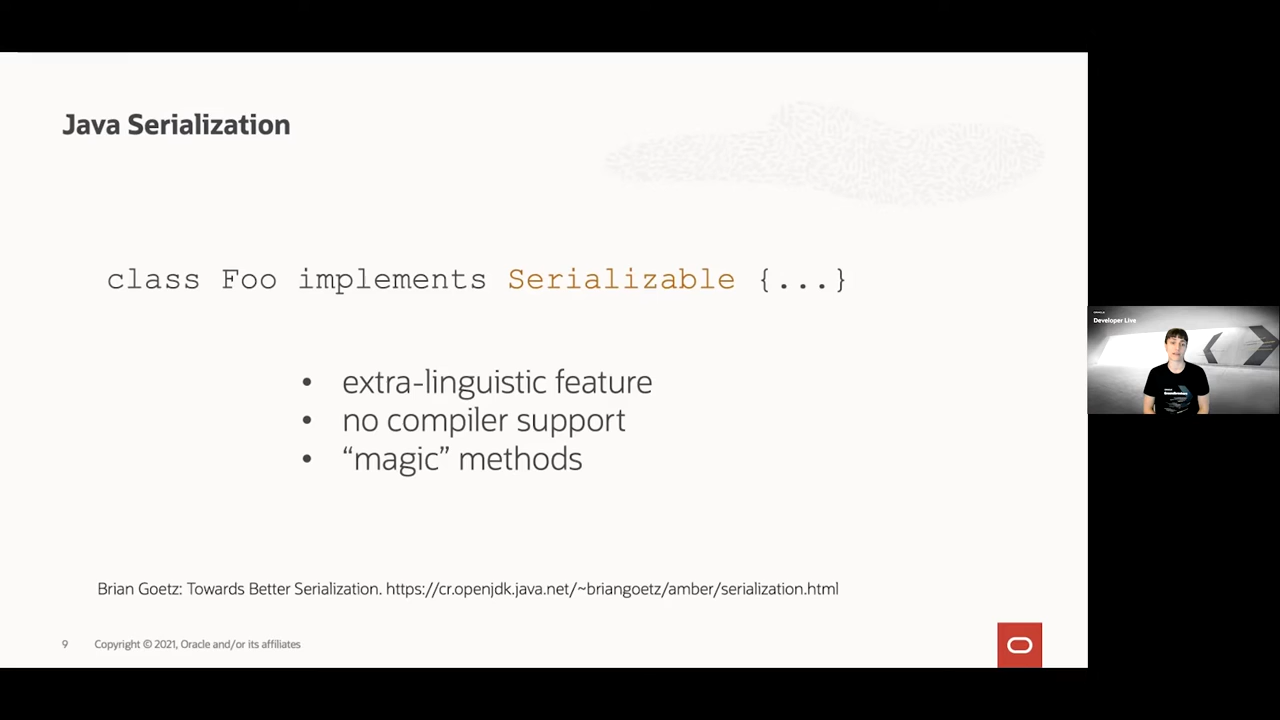 Java Serialization
class Foo implements Serializable {...}
• extra-linguistic feature
• no compiler support
• “magic” methods
Brian Goetz: Towards Better Serialization. https://cr.openjdk.java.net/~briangoetz/amber/serialization.html
9 Copyright © 2021, Oracle and/or its affiliates
ORACLE
Developer Live